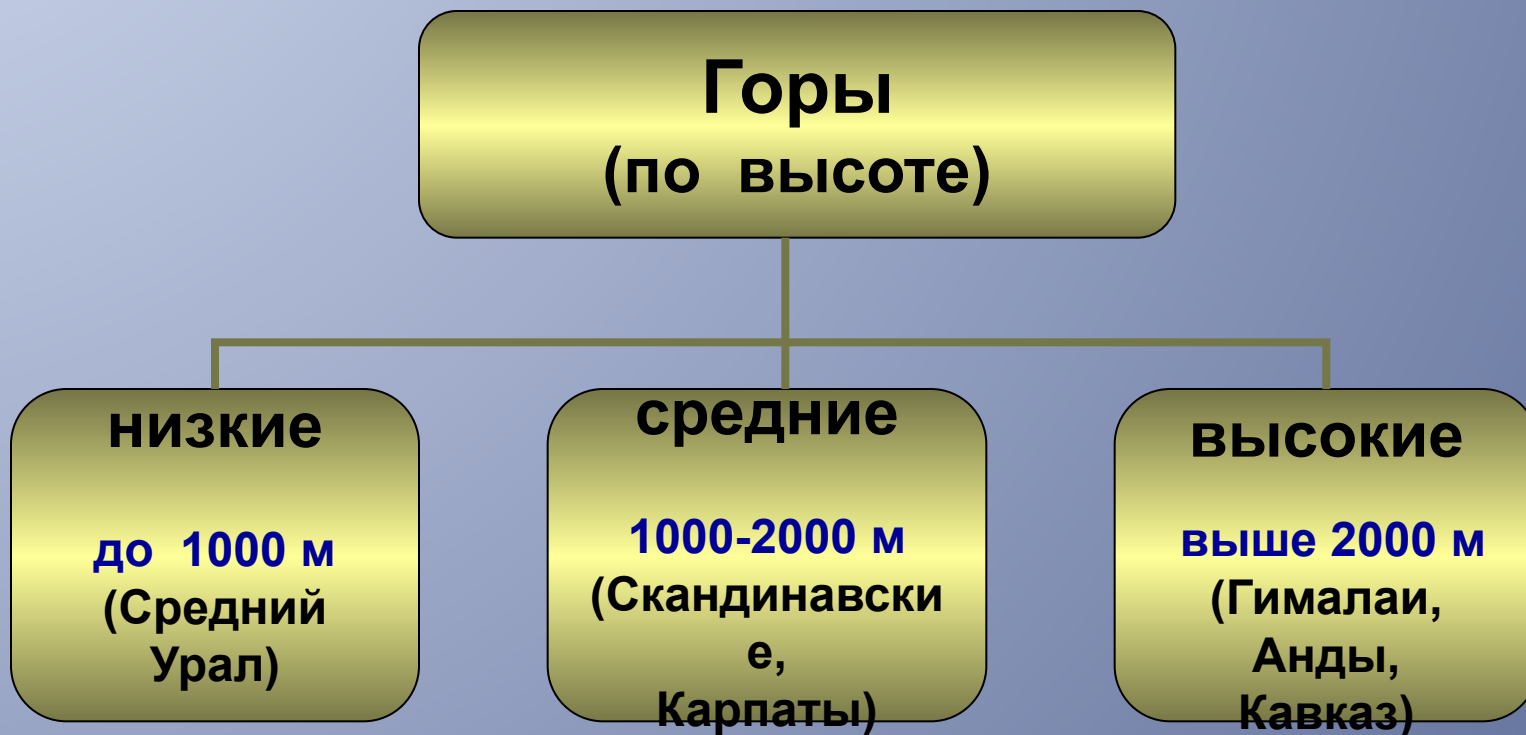 Горы
(по высоте)
низкие
до 1000 м
(Средний
Урал)
средние
1000-2000 м
(Скандинавски
е,
Карпаты)
высокие
выше 2000 м
(Гималаи,
Анды,
Кавказ)